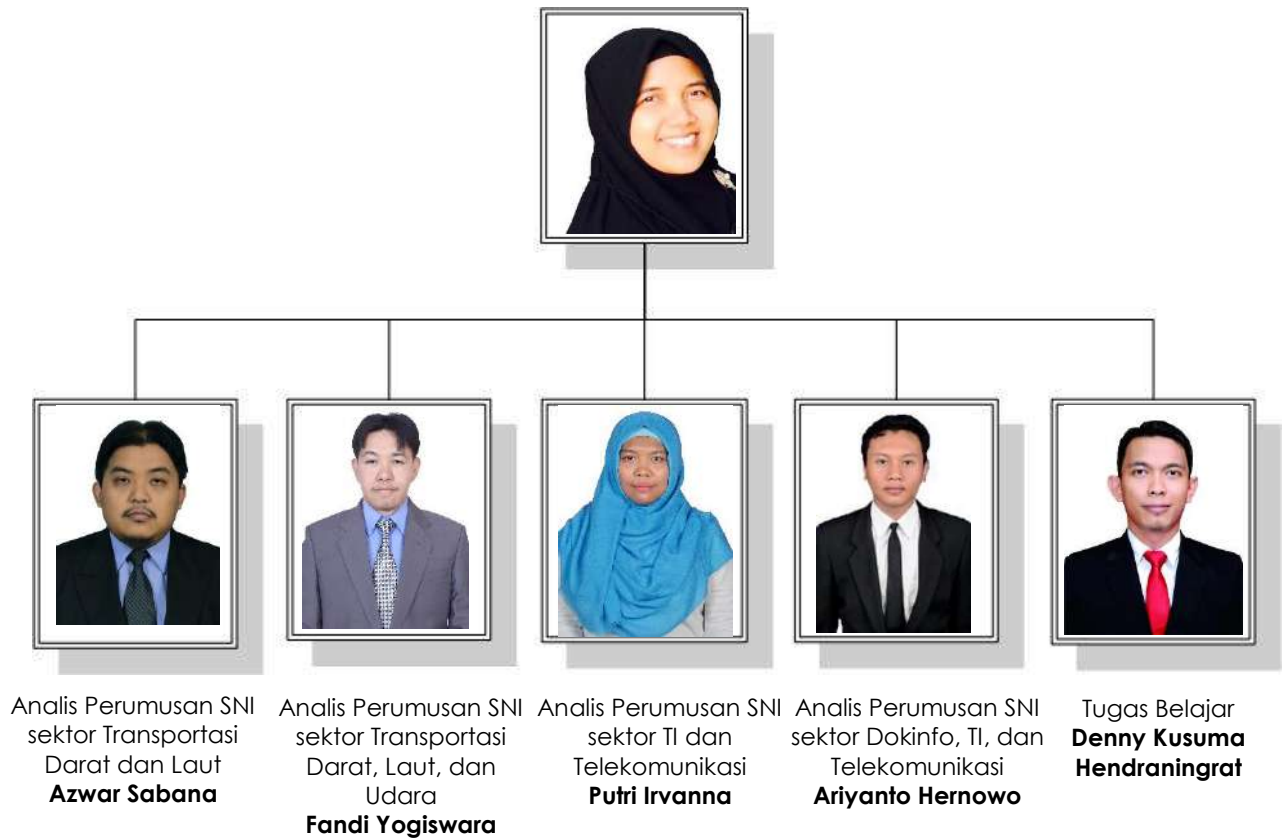 Analis Perumusan SNI
sektor Transportasi
Darat dan Laut
Azwar Sabana
Analis Perumusan SNI
sektor Transportasi
Darat, Laut, dan
Udara
Fandi Yogiswara
Analis Perumusan SNI
sektor TI dan
Telekomunikasi
Putri Irvanna
Analis Perumusan SNI
sektor Dokinfo, TI, dan
Telekomunikasi
Ariyanto Hernowo
Tugas Belajar
Denny Kusuma
Hendraningrat